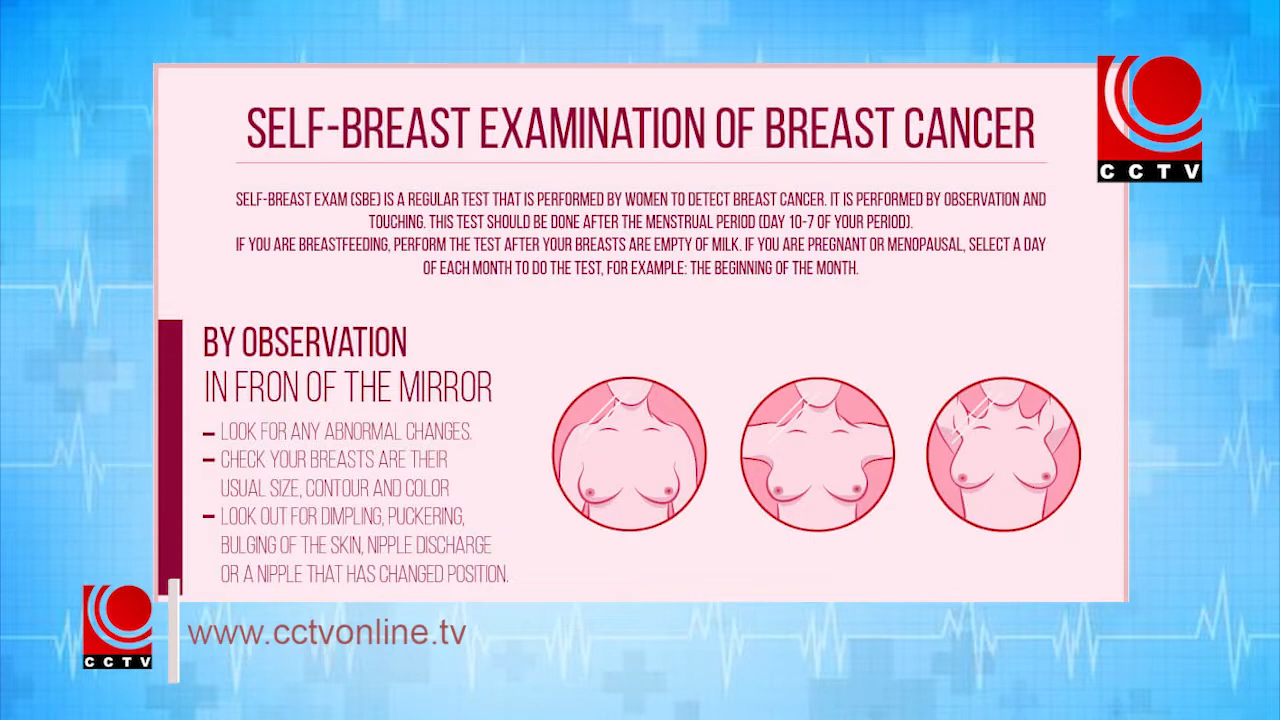 CCTV
SELF-BREAST EXAMINATION OF BREAST CANCER
SELF-BREAST EXAM (SBE) IS A REGULAR TEST THAT IS PERFORMED BY WOMEN TO DETECT BREAST CANCER. IT IS PERFORMED BY OBSERVATION AND
TOUCHING. THIS TEST SHOULD BE DONE AFTER THE MENSTRUAL PERIOD (DAY 10-7 OF YOUR PERIOD).
IF YOU ARE BREASTFEEDING, PERFORM THE TEST AFTER YOUR BREASTS ARE EMPTY OF MILK. IF YOU ARE PREGNANT OR MENOPAUSAL, SELECT A DAY
OF EACH MONTH TO DO THE TEST, FOR EXAMPLE: THE BEGINNING OF THE MONTH.
BY OBSERVATION
IN FRON OF THE MIRROR
– LOOK FOR ANY ABNORMAL CHANGES.
– CHECK YOUR BREASTS ARE THEIR
USUAL SIZE, CONTOUR AND COLOR
– LOOK OUT FOR DIMPLING, PUCKERING,
BULGING OF THE SKIN, NIPPLE DISCHARGE
OR A NIPPLE THAT HAS CHANGED POSITION.
www.cctvonline.tv
CCTV